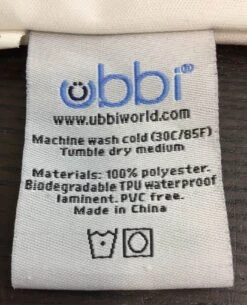 übbi®
www.ubbiworld.com
Machine wash cold (30C/85F)
Tumble dry medium
Materials: 100% polyester.
Biodegradable TPU waterproof
laminent. PVC free.
Made in China